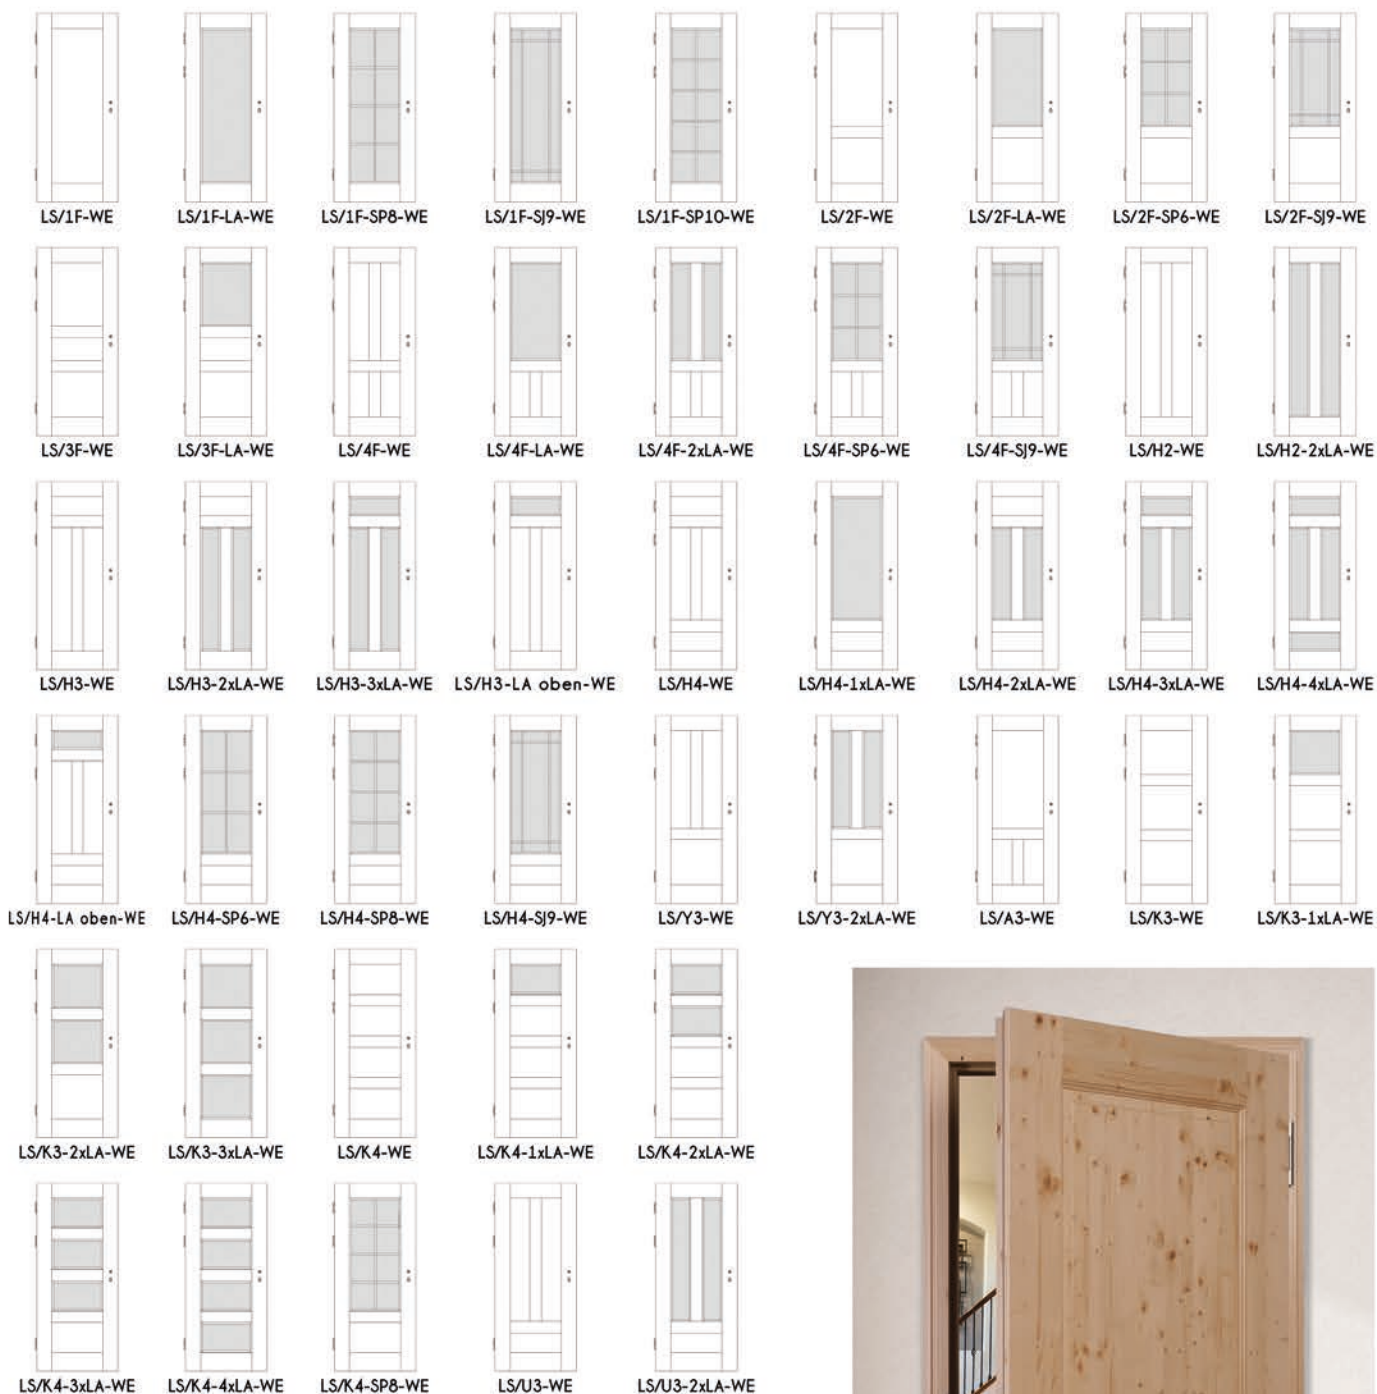 LS/1F-WE LS/1F-LA-WE LS/1F-SP8-WE LS/1F-SJ9-WE LS/1F-SP10-WE LS/2F-WE LS/2F-LA-WE LS/2F-SP6-WE LS/2F-SJ9-WE
LS/3F-WE LS/3F-LA-WE LS/4F-WE LS/4F-LA-WE LS/4F-2xLA-WE LS/4F-SP6-WE LS/4F-SJ9-WE LS/H2-WE LS/H2-2xLA-WE
LS/H3-WE LS/H3-2xLA-WE LS/H3-3xLA-WE LS/H3-LA oben-WE LS/H4-WE LS/H4-1xLA-WE LS/H4-2xLA-WE LS/H4-3xLA-WE LS/H4-4xLA-WE
LS/H4-LA oben-WE LS/H4-SP6-WE LS/H4-SP8-WE LS/H4-SJ9-WE LS/Y3-WE LS/Y3-2xLA-WE LS/A3-WE LS/K3-WE LS/K3-1xLA-WE
LS/K3-2xLA-WE LS/K3-3xLA-WE LS/K4-WE LS/K4-1xLA-WE LS/K4-2xLA-WE
LS/K4-3xLA-WE LS/K4-4xLA-WE LS/K4-SP8-WE LS/U3-WE LS/U3-2xLA-WE